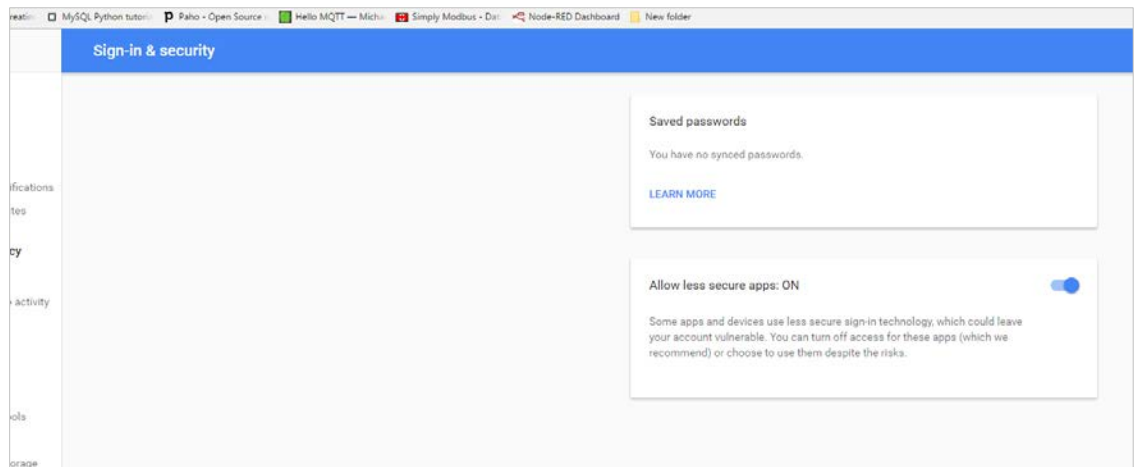 reatin MySQL Python tutoria Paho - Open Source Hello MQTT — Micha Simply Modbus - Dat Node-RED Dashboard New folder
Sign-in & security
Saved passwords
You have no synced passwords.
LEARN MORE
ifications
tes
cy
activity
ools
orage
Allow less secure apps: ON
Some apps and devices use less secure sign-in technology, which could leave
your account vulnerable. You can turn off access for these apps (which we
recommend) or choose to use them despite the risks.